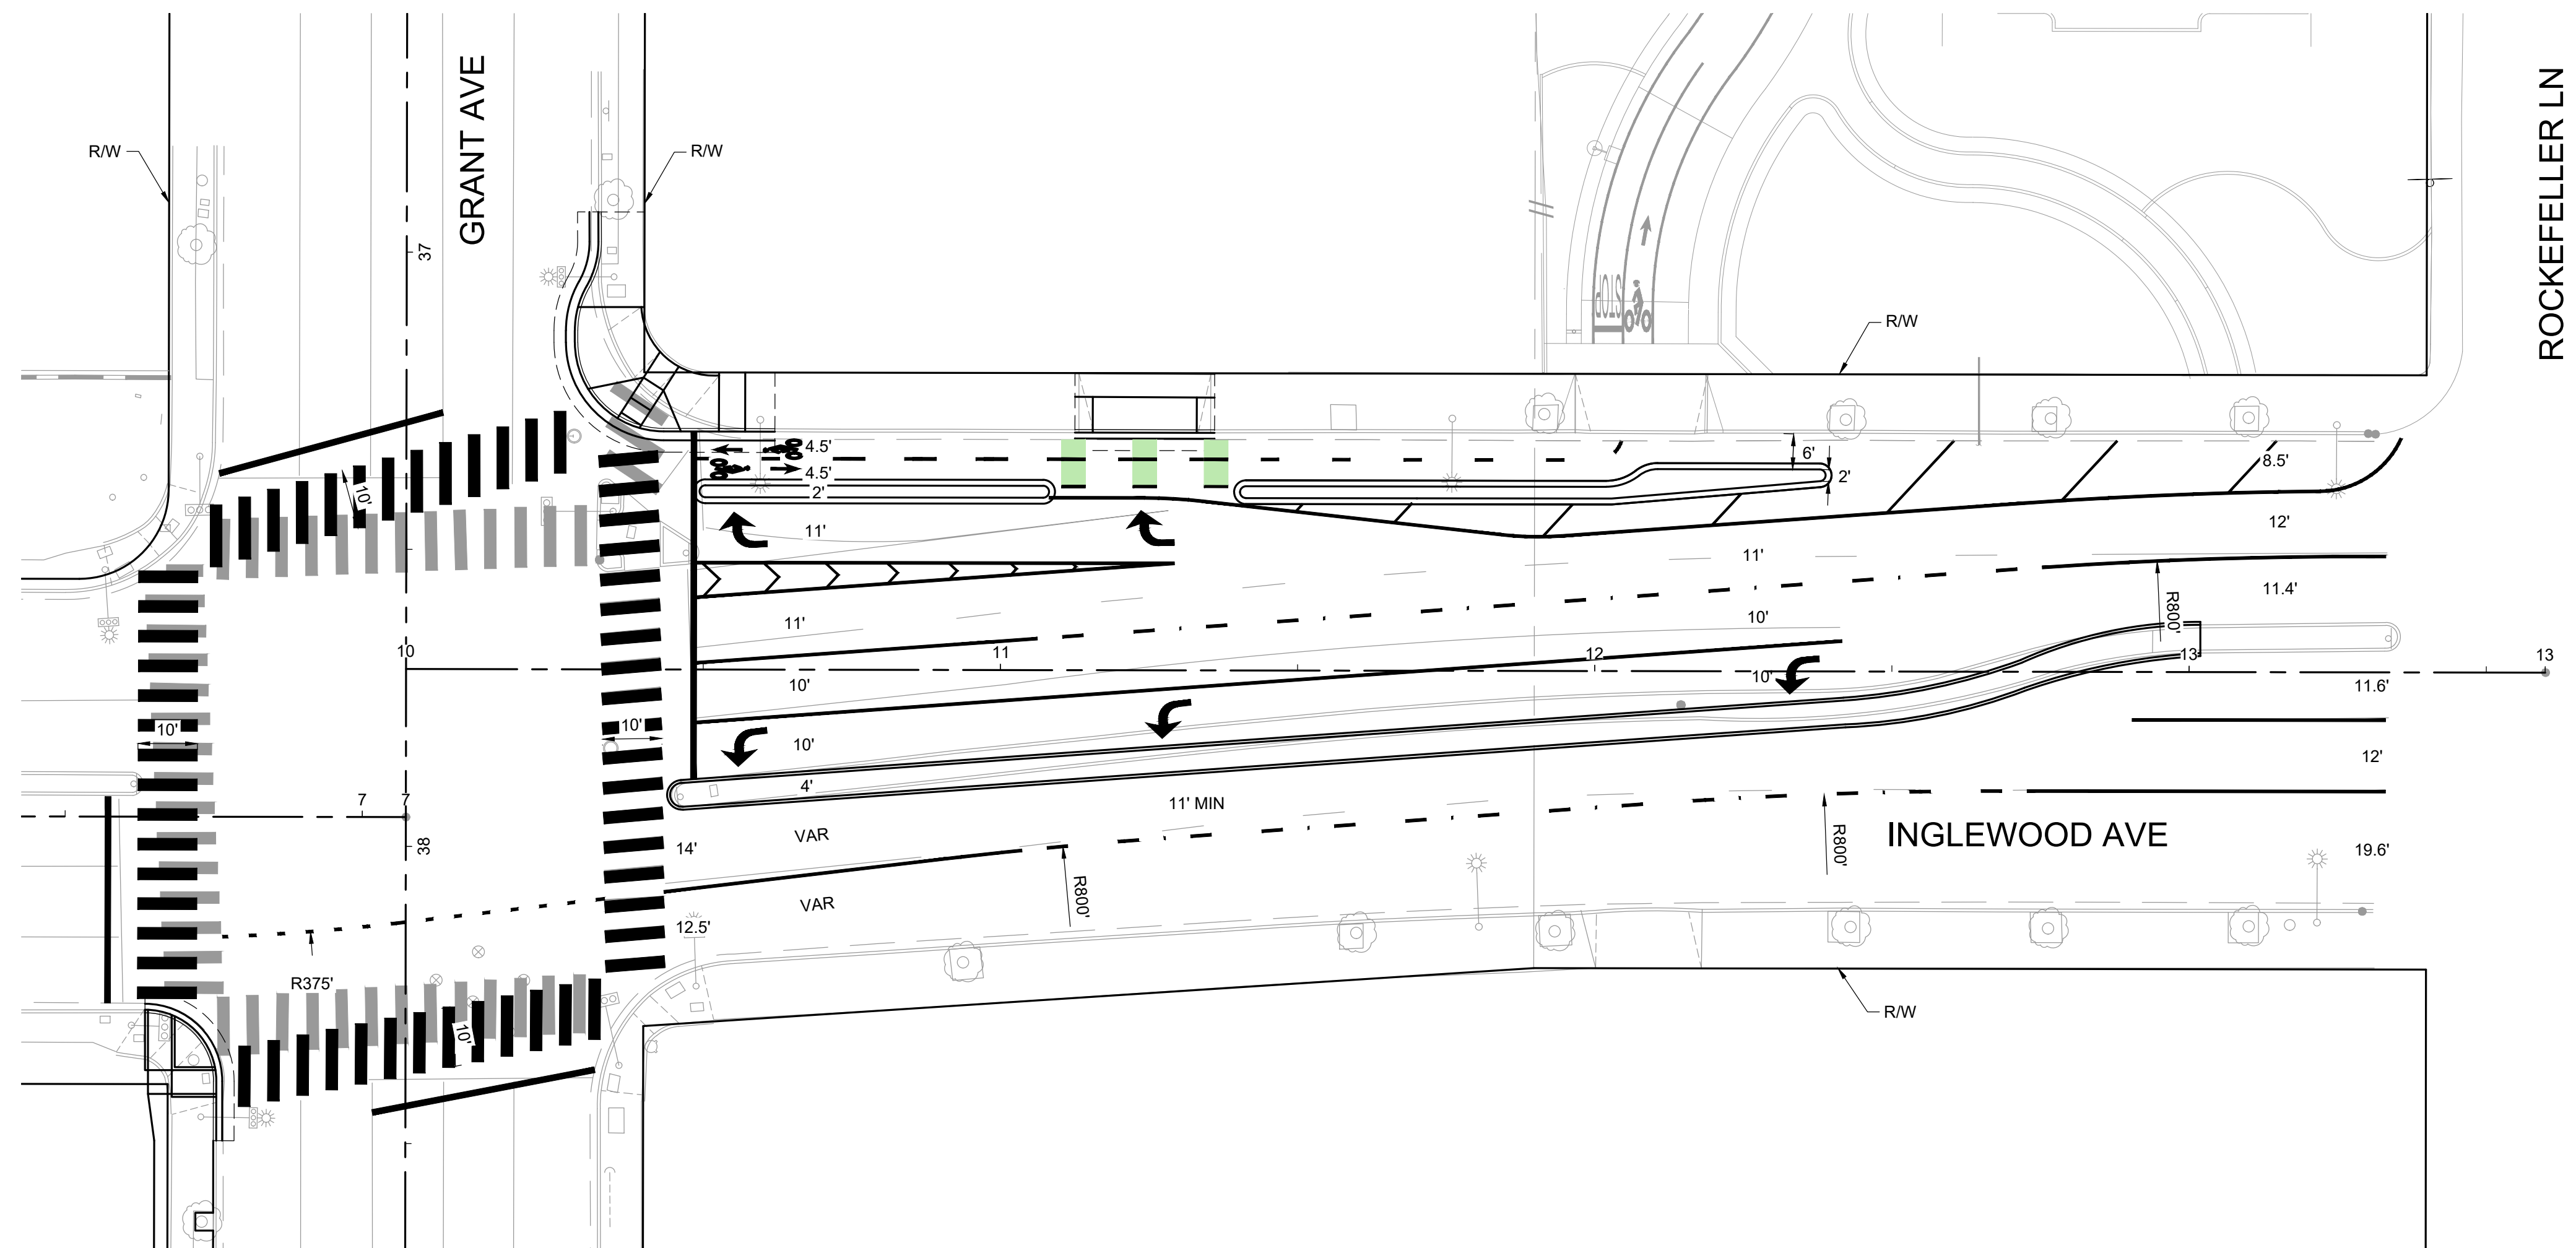 GRANT AVE
ROCKEFELLER LN
R/W
R/W
37
STOP
R/W
4.5'
4.5'
2'
6'
2'
8.5'
10'
11'
12'
11'
11.4'
R800'
11'
10'
10
11
12
13
13
10'
10'
11.6'
10'
10'
10'
12'
4'
7
7
11' MIN
VAR
INGLEWOOD AVE
38
14'
R800'
19.6'
R800'
VAR
12.5'
R375'
R/W
10'